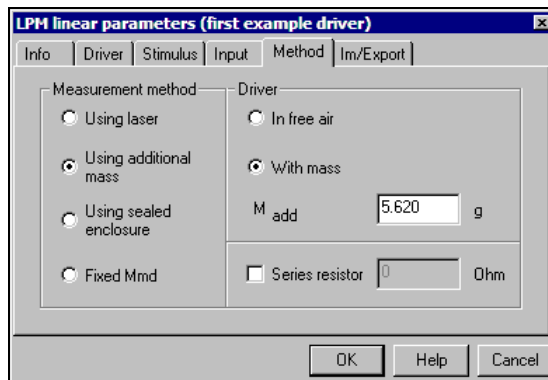 LPM linear parameters (first example driver)
Info Driver Stimulus Input Method Im/Export
Measurement method
Using laser
Using additional
mass
Using sealed
enclosure
Fixed Mmd
Driver
In free air
With mass
M add 5.620 g
Series resistor 0 Ohm
OK Help Cancel